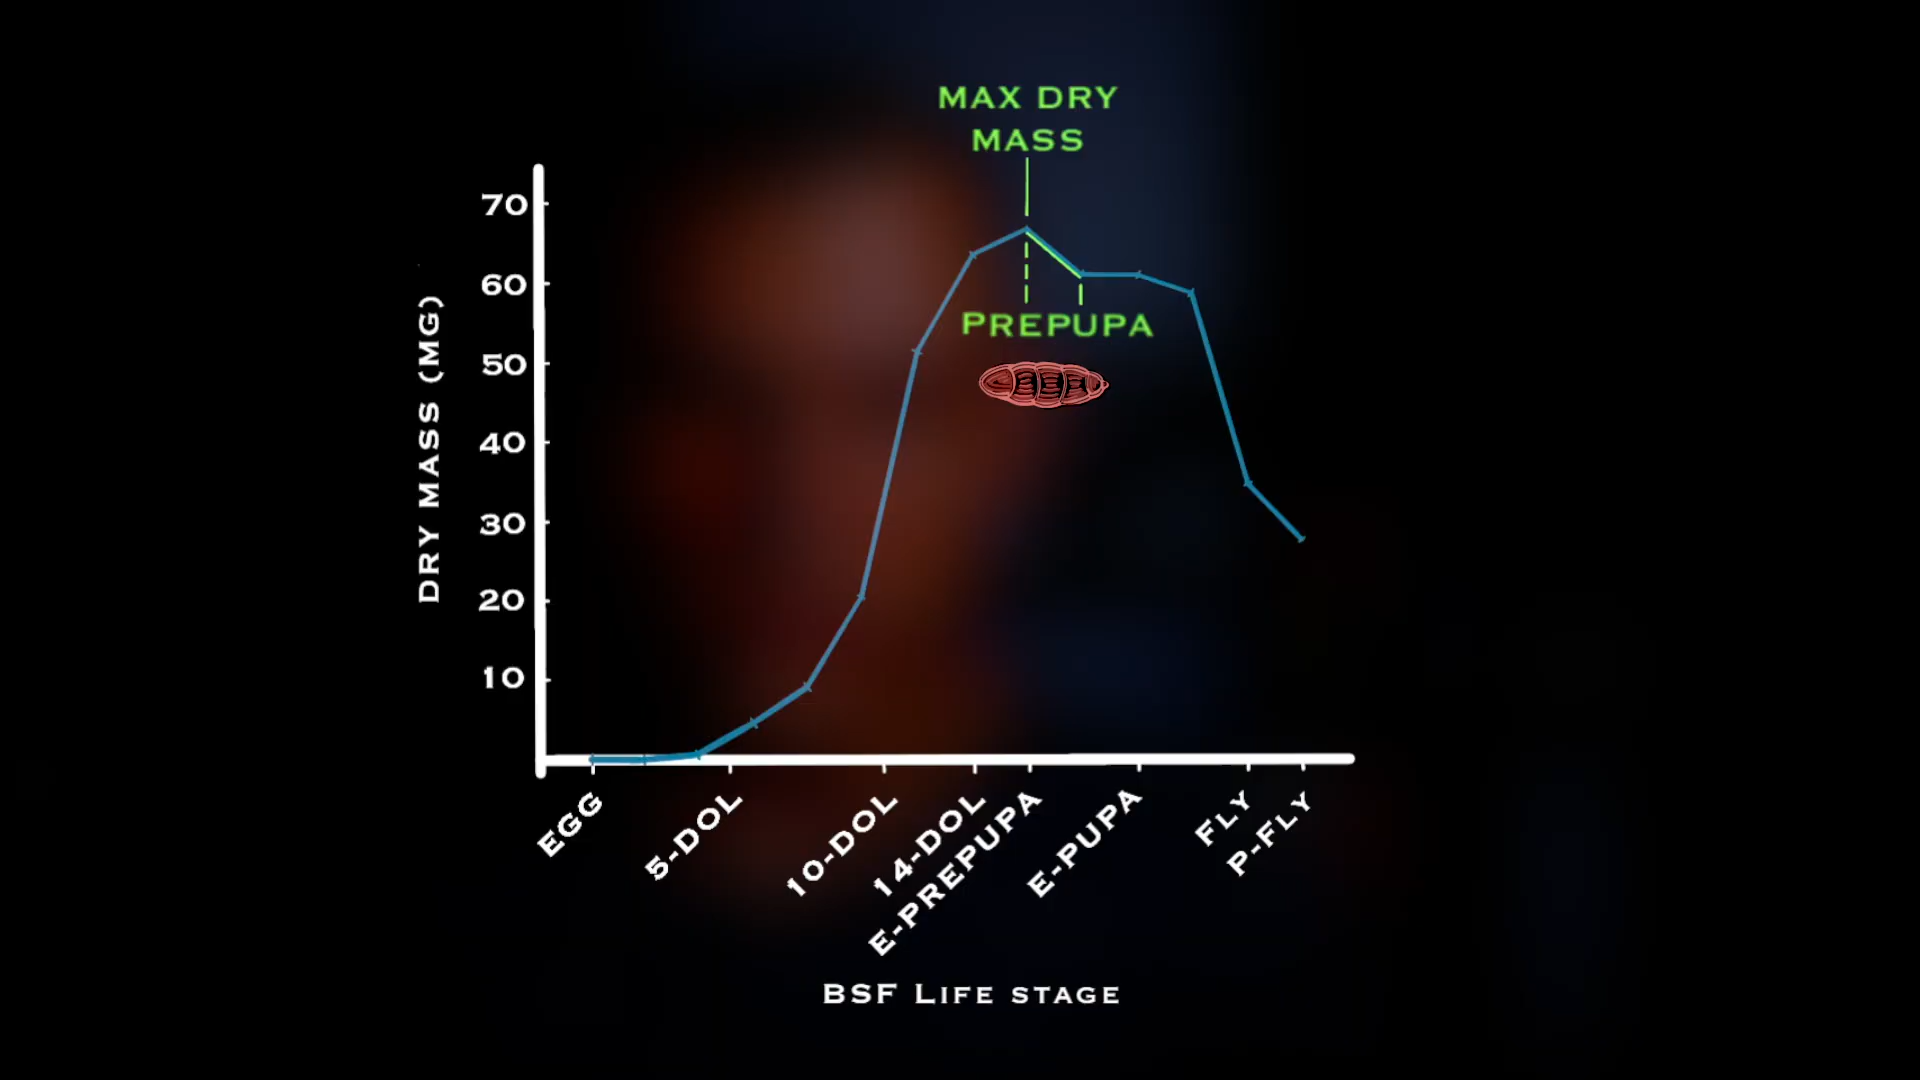 MAX DRY
MASS
70
60
50
40
30
20
10
DRY MASS (MG)
PREPUPA
EGG
5-DOL
10-DOL
14-DOL
E-PREPUPA
E-PUPA
FLY
P-FLY
BSF LIFE STAGE